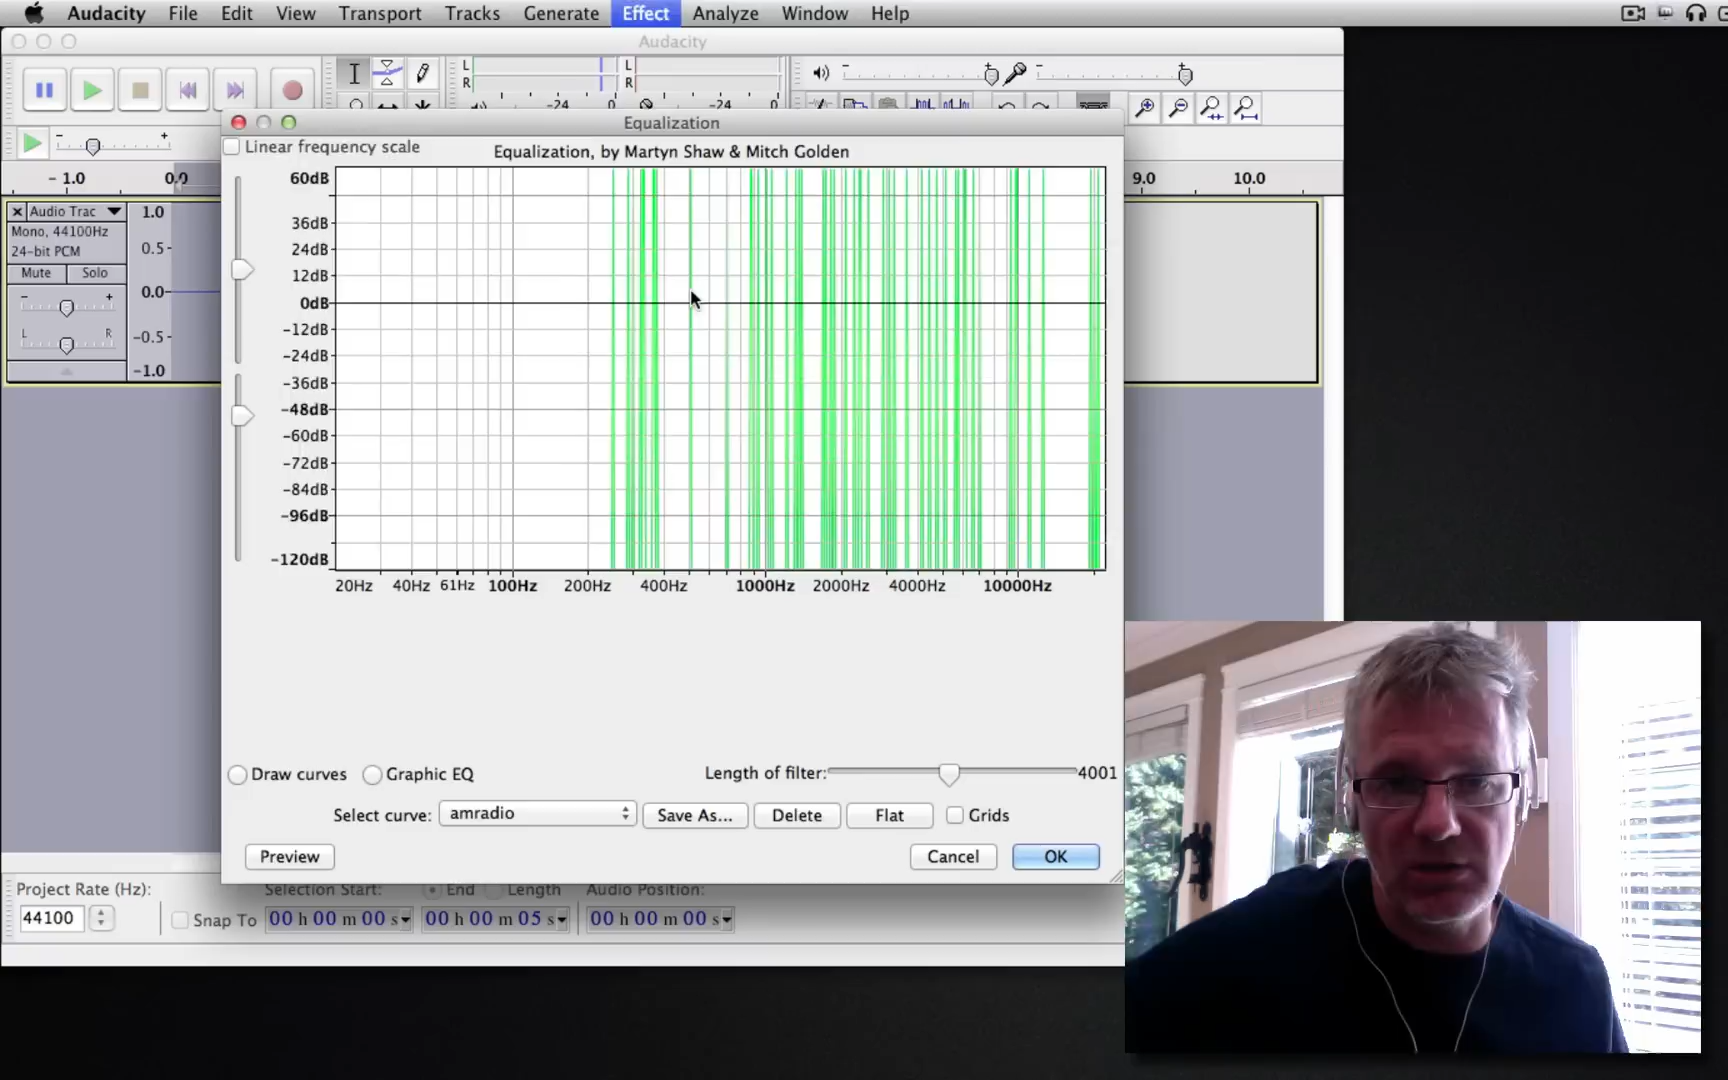 Audacity File Edit View Transport Tracks Generate Effect Analyze Window Help
Audacity
L
R
-24 0
L
R
-24 0
- 1.0 0.0 9.0 10.0
Equalization
Linear frequency scale
Equalization, by Martyn Shaw & Mitch Golden
Audio Trac
Mono, 44100Hz
24-bit PCM
Mute Solo
- +
L R
1.0
0.5-
0.0-
-0.5-
-1.0
60dB
36dB
24dB
12dB
0dB
-12dB
-24dB
-36dB
-48dB
-60dB
-72dB
-84dB
-96dB
-120dB
20Hz 40Hz 61Hz 100Hz 200Hz 400Hz 1000Hz 2000Hz 4000Hz 10000Hz
Draw curves Graphic EQ Length of filter: 4001
Select curve: amradio Save As... Delete Flat Grids
Preview Cancel OK
Project Rate (Hz): Selection Start: End Length Audio Position:
44100 Snap To 00 h 00 m 00 s 00 h 00 m 05 s 00 h 00 m 00 s